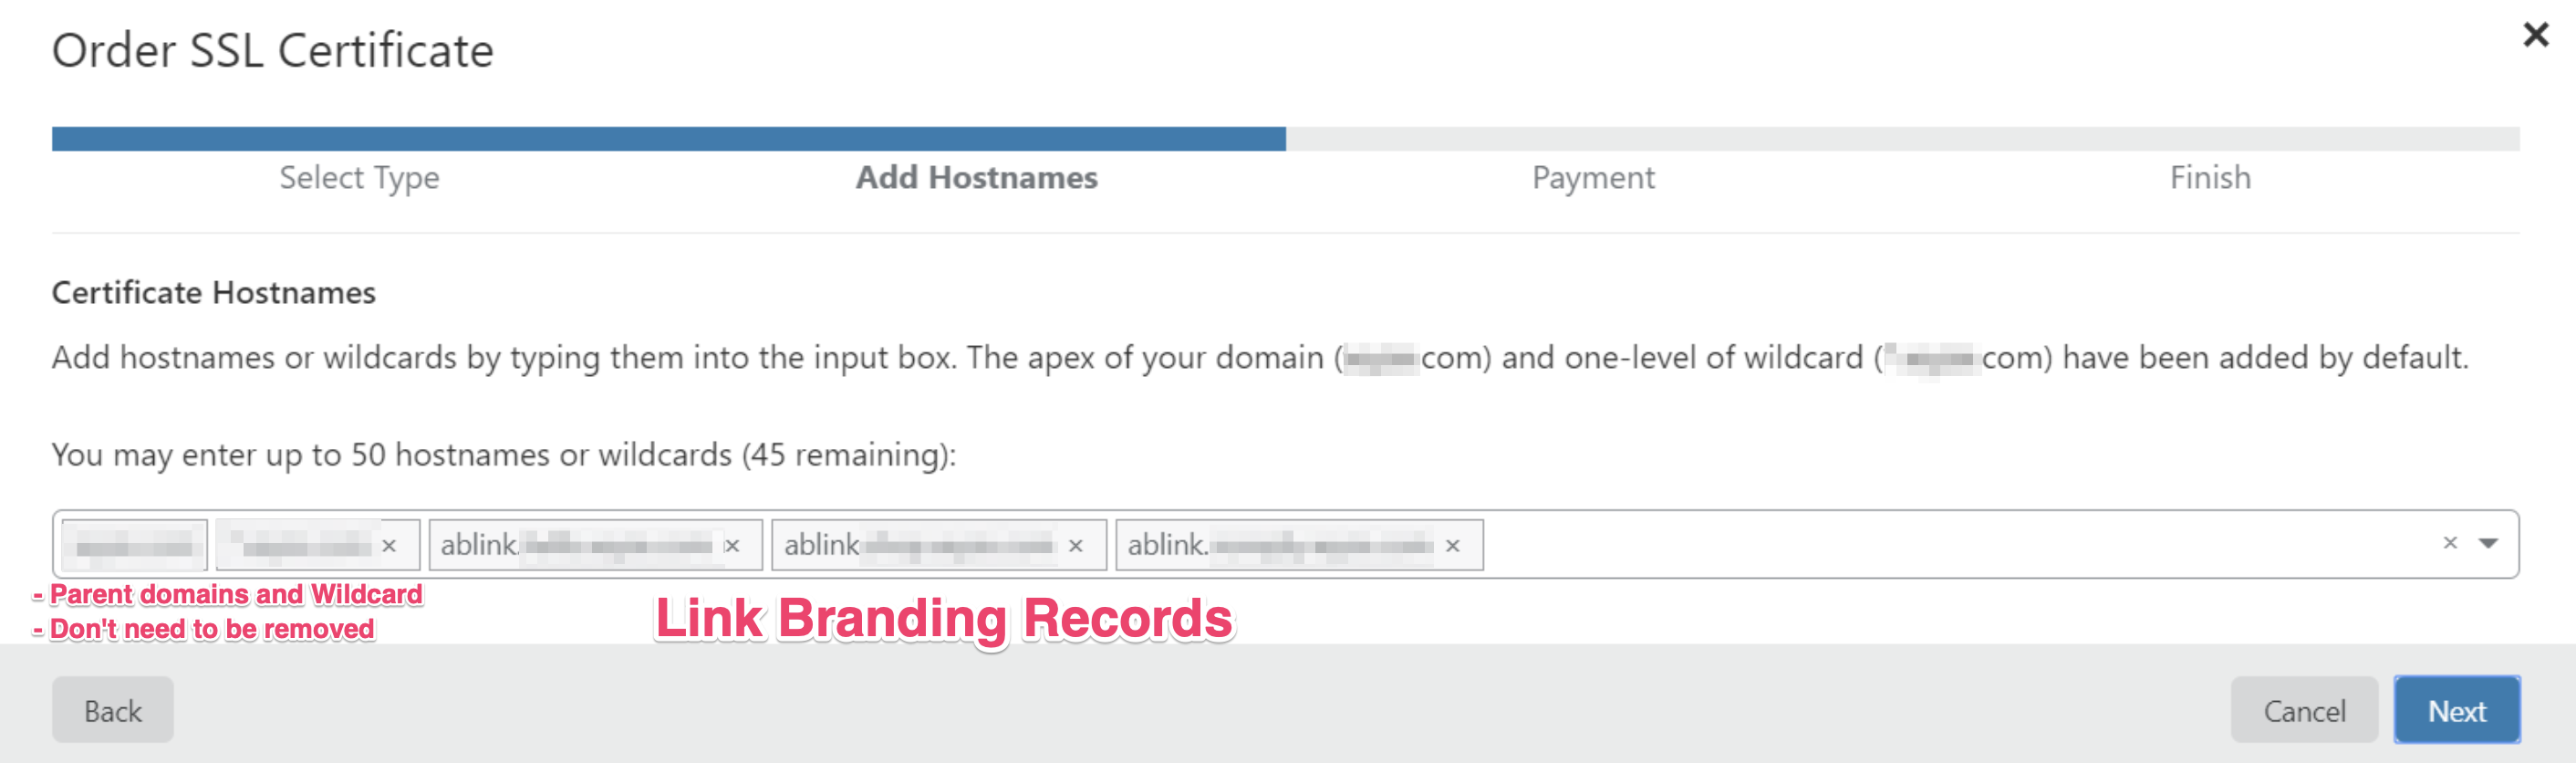 Order SSL Certificate
Select Type
Add Hostnames
Payment
Finish
Certificate Hostnames
Add hostnames or wildcards by typing them into the input box. The apex of your domain ( com) and one-level of wildcard ( com) have been added by default.
You may enter up to 50 hostnames or wildcards (45 remaining):
× ablink. × ablink × ablink. × ×
- Parent domains and Wildcard
- Don't need to be removed
Link Branding Records
Back
Cancel
Next